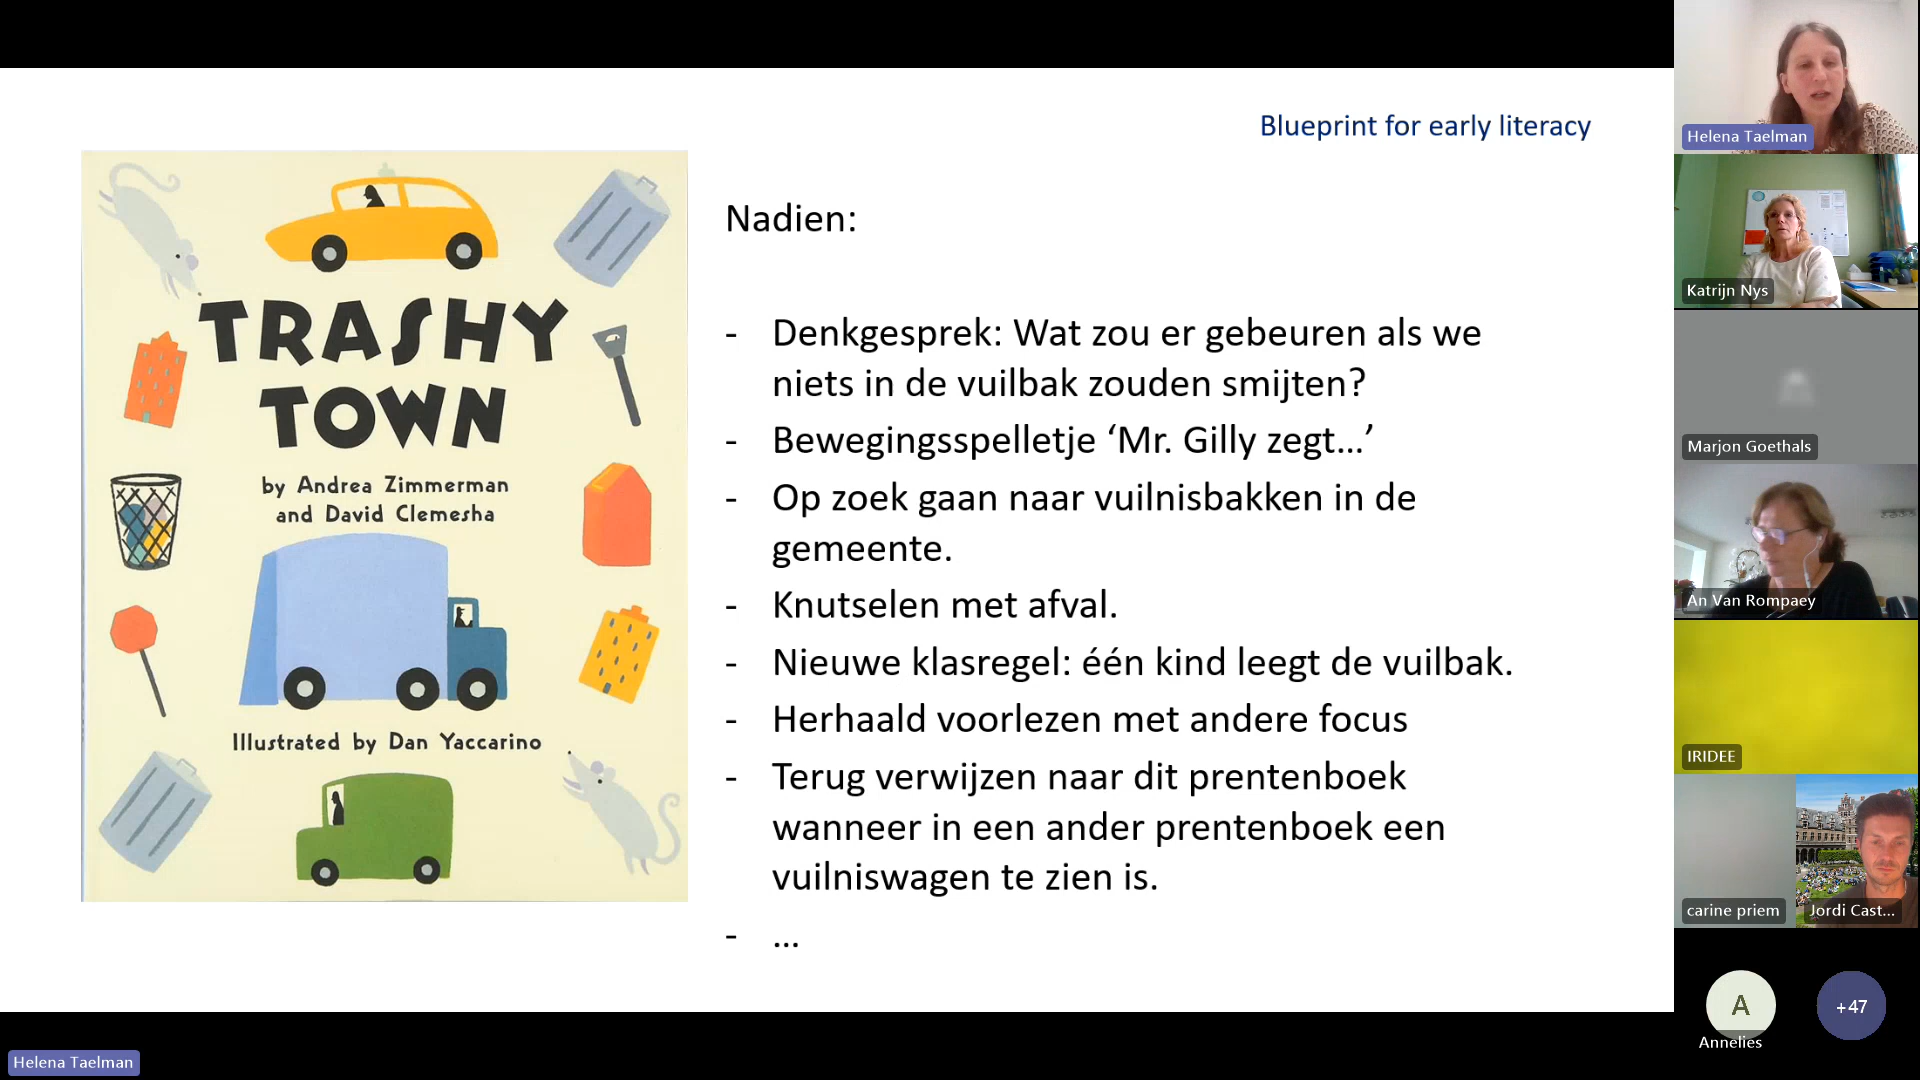 Blueprint for early literacy
TRASHY
TOWN
by Andrea Zimmerman
and David Clemesha
Illustrated by Dan Yaccarino
Nadien:
- Denkgesprek: Wat zou er gebeuren als we
niets in de vuilbak zouden smijten?
- Bewegingsspelletje ‘Mr. Gilly zegt…’
- Op zoek gaan naar vuilnisbakken in de
gemeente.
- Knutselen met afval.
- Nieuwe klasregel: één kind leegt de vuilbak.
- Herhaald voorlezen met andere focus
- Terug verwijzen naar dit prentenboek
wanneer in een ander prentenboek een
vuilniswagen te zien is.
- …
Helena Taelman
Helena Taelman
Katrijn Nys
Marjon Goethals
An Van Rompaey
IRIDEE
carine priem
Jordi Cast...
A
Annelies
+47